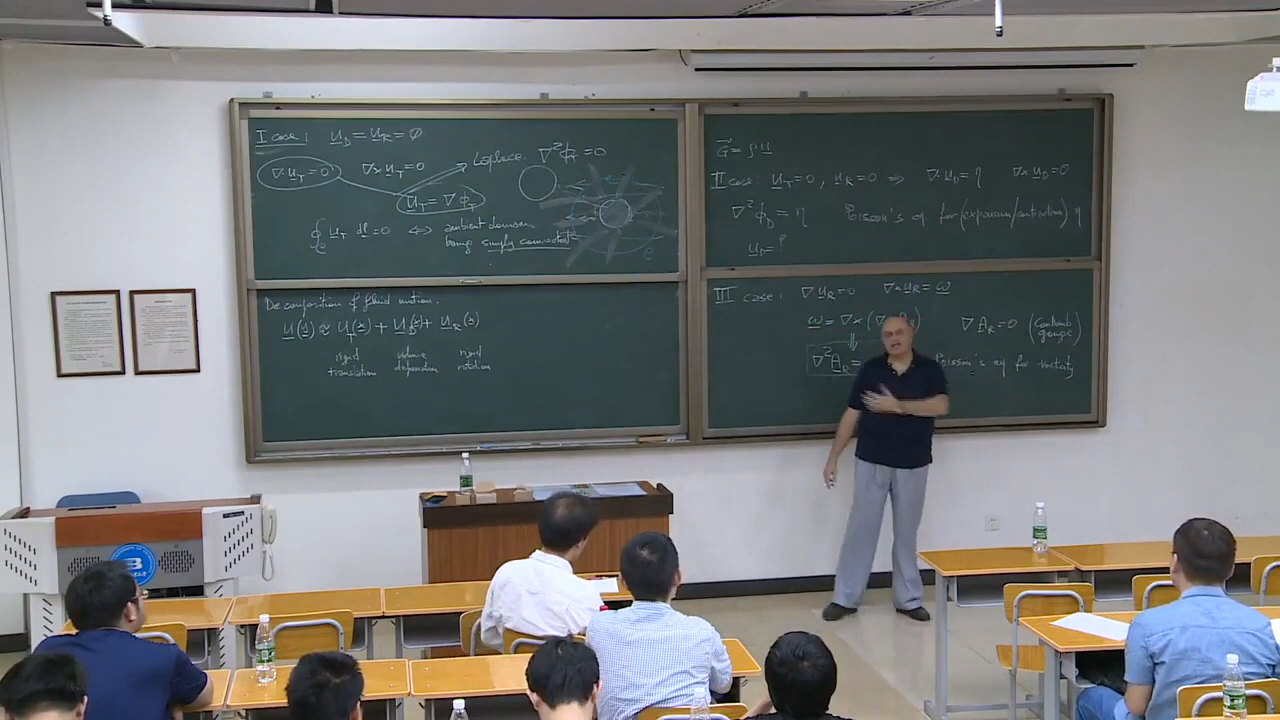 I case: u_D = u_R = 0
∇·u_T = 0 ∇×u_T = 0 Laplace ∇²ϕ_T = 0
u_T = ∇ϕ_T
∮_C u_T dl = 0 ⟺ ambient domain
being simply connected
C
Decomposition of fluid motion.
u(x) ≈ u_T(x) + u_D(x) + u_R(x)
rigid volume rigid
translation deformation rotation
G = ρ u
II case: u_T = 0, u_R = 0 ⇒ ∇·u_D = η ∇×u_D = 0
∇²ϕ_D = η Poisson's eq for (expansion/contraction) η
u_D = ?
III case: ∇·u_R = 0 ∇×u_R = ω
ω = ∇×(∇ ∇·A_R = 0 (Coulomb
gauge)
∇²A_R = Poisson's eq for vorticity